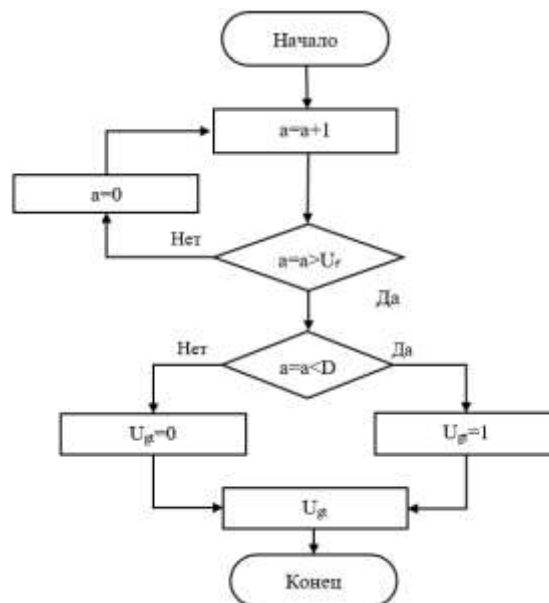 Начало
a=a+1
a=0
Нет
a=a>Uᵣ
Да
Нет
a=a<D
Да
Ugt=0
Ugt=1
Ugt
Конец